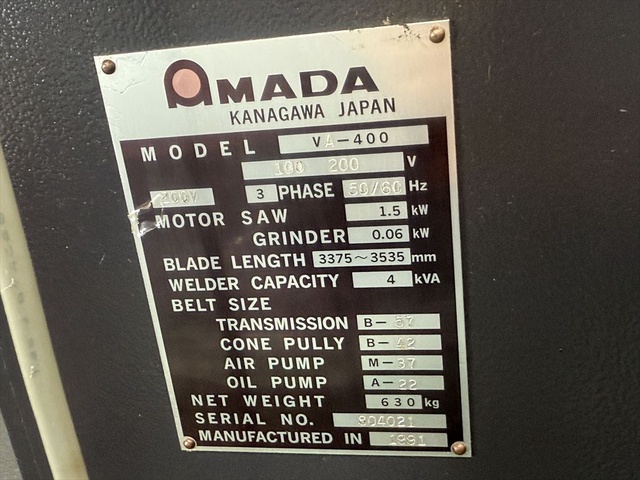 AMADA
KANAGAWA JAPAN
MODEL VA-400
100 200 V
200V 3 PHASE 50/60 Hz
MOTOR SAW 1.5 kW
GRINDER 0.06 kW
BLADE LENGTH 3375~3535 mm
WELDER CAPACITY 4 kVA
BELT SIZE
TRANSMISSION B-57
CONE PULLY B-42
AIR PUMP M-37
OIL PUMP A-22
NET WEIGHT 630 kg
SERIAL NO. 804021
MANUFACTURED IN 1991